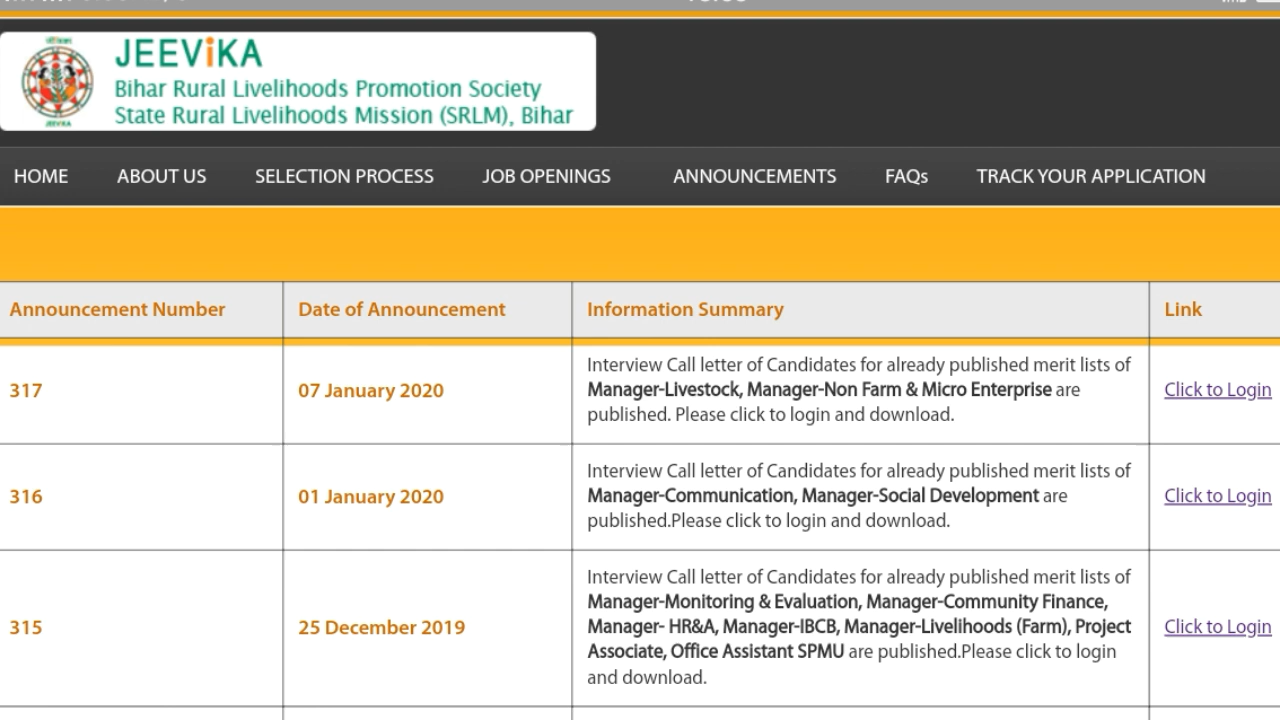 JEEViKA
Bihar Rural Livelihoods Promotion Society
State Rural Livelihoods Mission (SRLM), Bihar
JEEVIKA
HOME ABOUT US SELECTION PROCESS JOB OPENINGS ANNOUNCEMENTS FAQs TRACK YOUR APPLICATION
Announcement Number Date of Announcement Information Summary Link
Interview Call letter of Candidates for already published merit lists of
317 07 January 2020 Manager-Livestock, Manager-Non Farm & Micro Enterprise are Click to Login
published. Please click to login and download.
Interview Call letter of Candidates for already published merit lists of
316 01 January 2020 Manager-Communication, Manager-Social Development are Click to Login
published.Please click to login and download.
Interview Call letter of Candidates for already published merit lists of
Manager-Monitoring & Evaluation, Manager-Community Finance,
315 25 December 2019 Manager- HR&A, Manager-IBCB, Manager-Livelihoods (Farm), Project Click to Login
Associate, Office Assistant SPMU are published.Please click to login
and download.